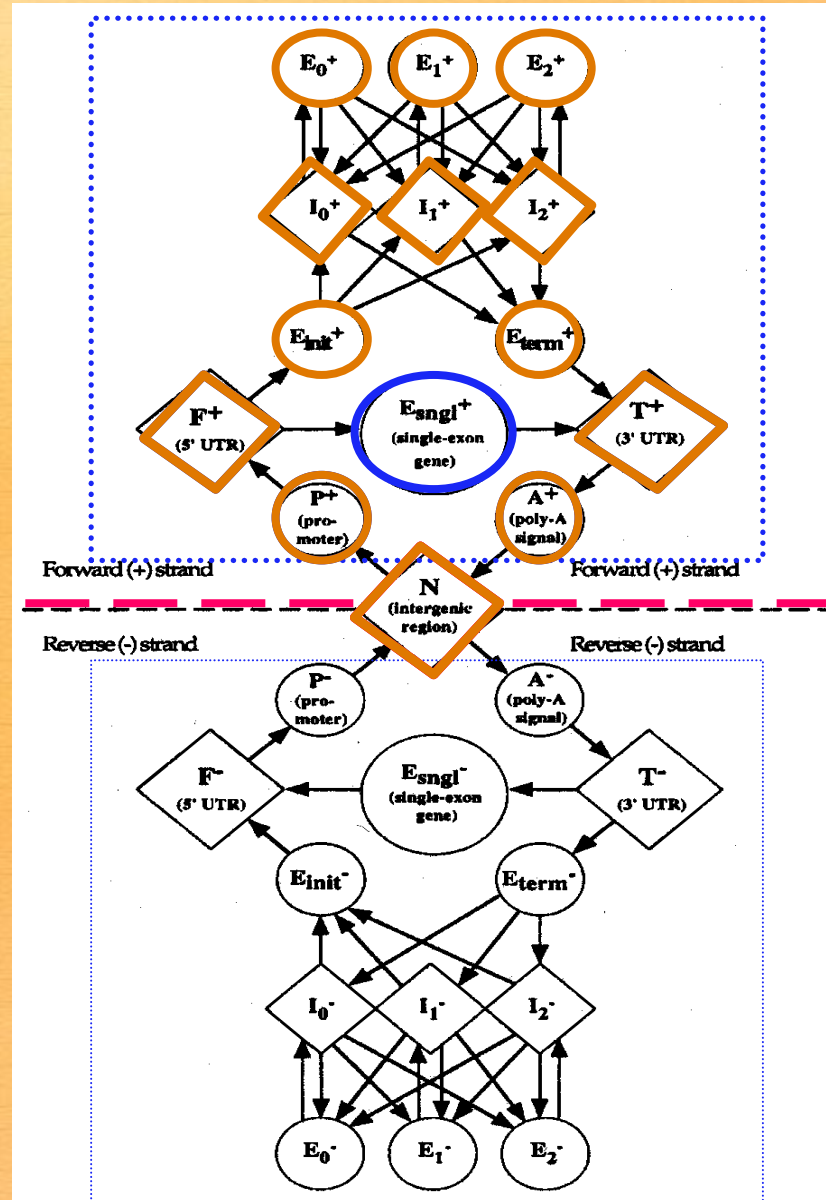 E0+ E1+ E2+
I0+ I1+ I2+
Einit+ Eterm+
F+
(5' UTR)
Esngl+
(single-exon
gene)
T+
(3' UTR)
P+
(pro-
moter)
A+
(poly-A
signal)
Forward (+) strand
N
(intergenic
region)
Forward (+) strand
Reverse (-) strand
Reverse (-) strand
P-
(pro-
moter)
A-
(poly-A
signal)
F-
(5' UTR)
Esngl-
(single-exon
gene)
T-
(3' UTR)
Einit- Eterm-
I0- I1- I2-
E0- E1- E2-